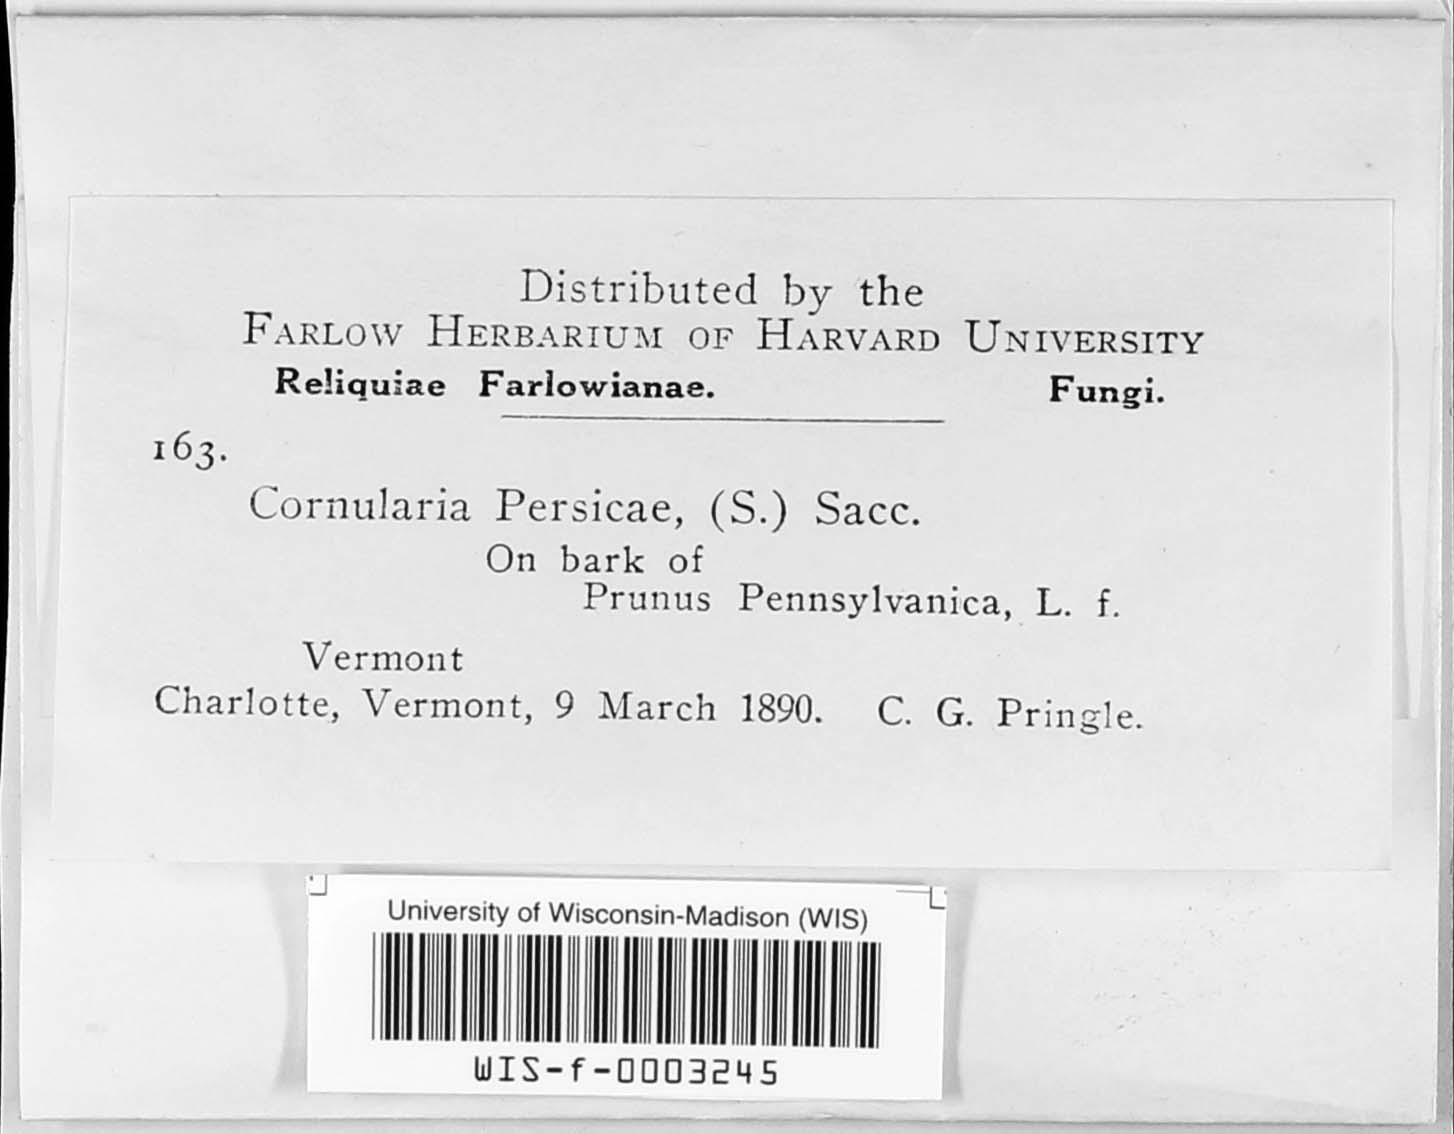 Distributed by the
FARLOW HERBARIUM OF HARVARD UNIVERSITY
Reliquiae Farlowianae. Fungi.
163.
Cornularia Persicae, (S.) Sacc.
On bark of
Prunus Pennsylvanica, L. f.
Vermont
Charlotte, Vermont, 9 March 1890. C. G. Pringle.
University of Wisconsin-Madison (WIS)
WIS-f-0003245